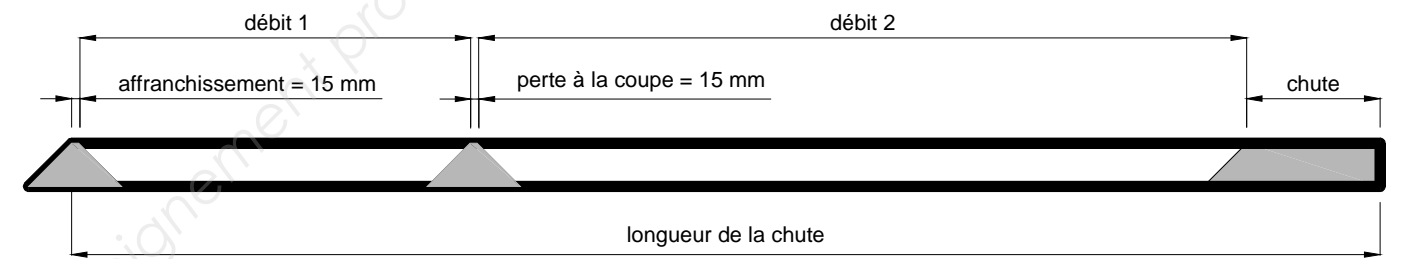 débit 1
débit 2
affranchissement = 15 mm
perte à la coupe = 15 mm
chute
longueur de la chute